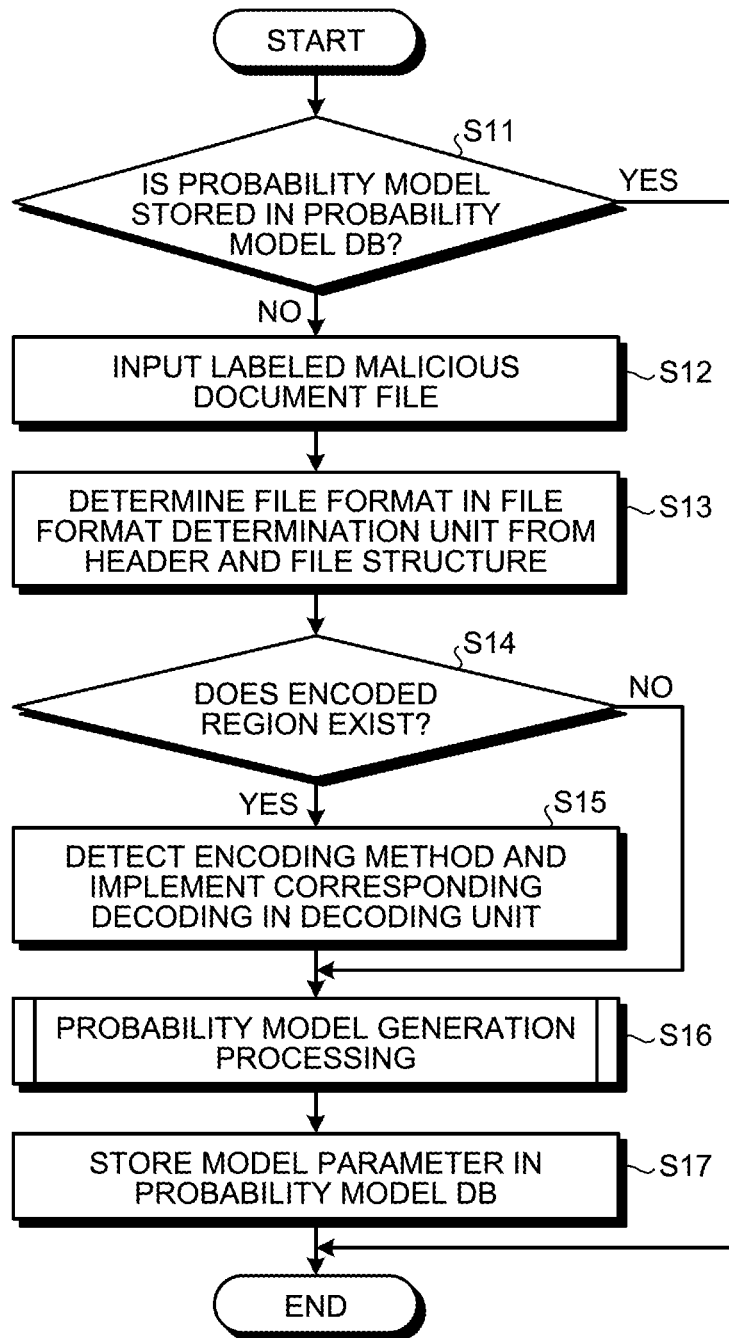 START
S11
IS PROBABILITY MODEL
STORED IN PROBABILITY
MODEL DB?
YES
NO
INPUT LABELED MALICIOUS
DOCUMENT FILE
S12
DETERMINE FILE FORMAT IN FILE
FORMAT DETERMINATION UNIT FROM
HEADER AND FILE STRUCTURE
S13
S14
DOES ENCODED
REGION EXIST?
NO
YES
S15
DETECT ENCODING METHOD AND
IMPLEMENT CORRESPONDING
DECODING IN DECODING UNIT
PROBABILITY MODEL GENERATION
PROCESSING
S16
STORE MODEL PARAMETER IN
PROBABILITY MODEL DB
S17
END